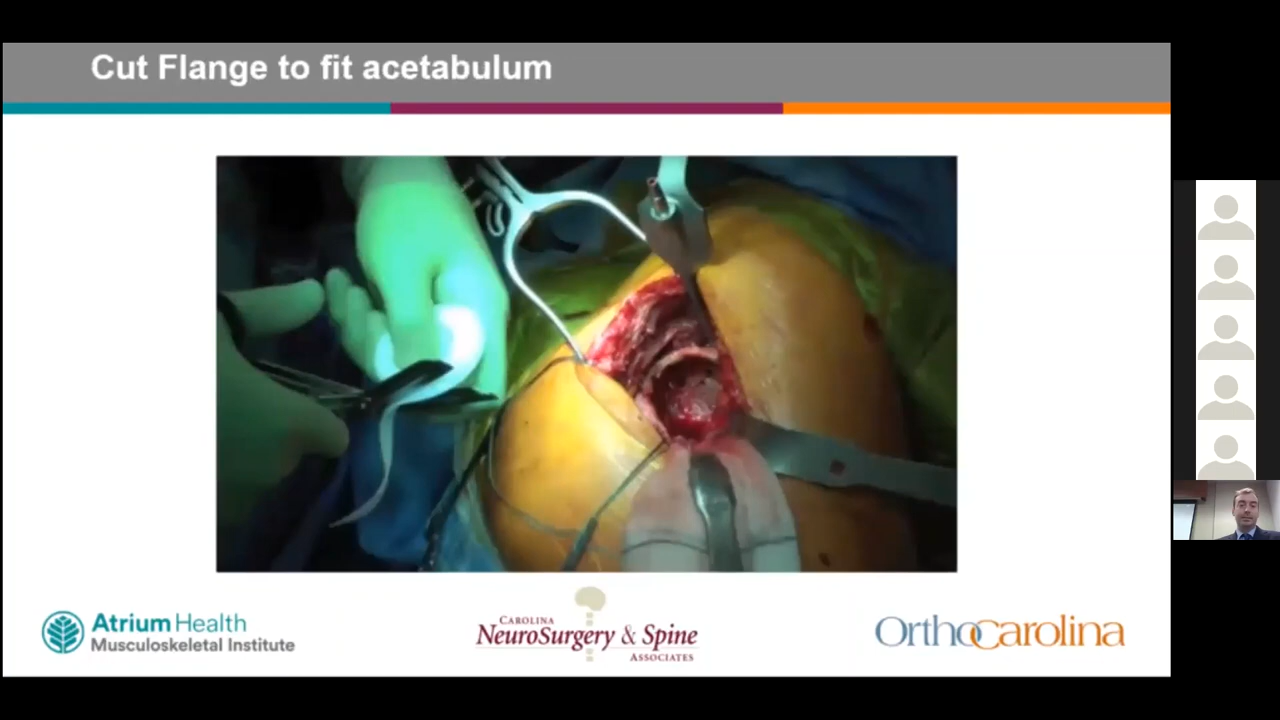 Cut Flange to fit acetabulum
Atrium Health
Musculoskeletal Institute
CAROLINA
NEUROSURGERY & SPINE
ASSOCIATES
OrthoCarolina